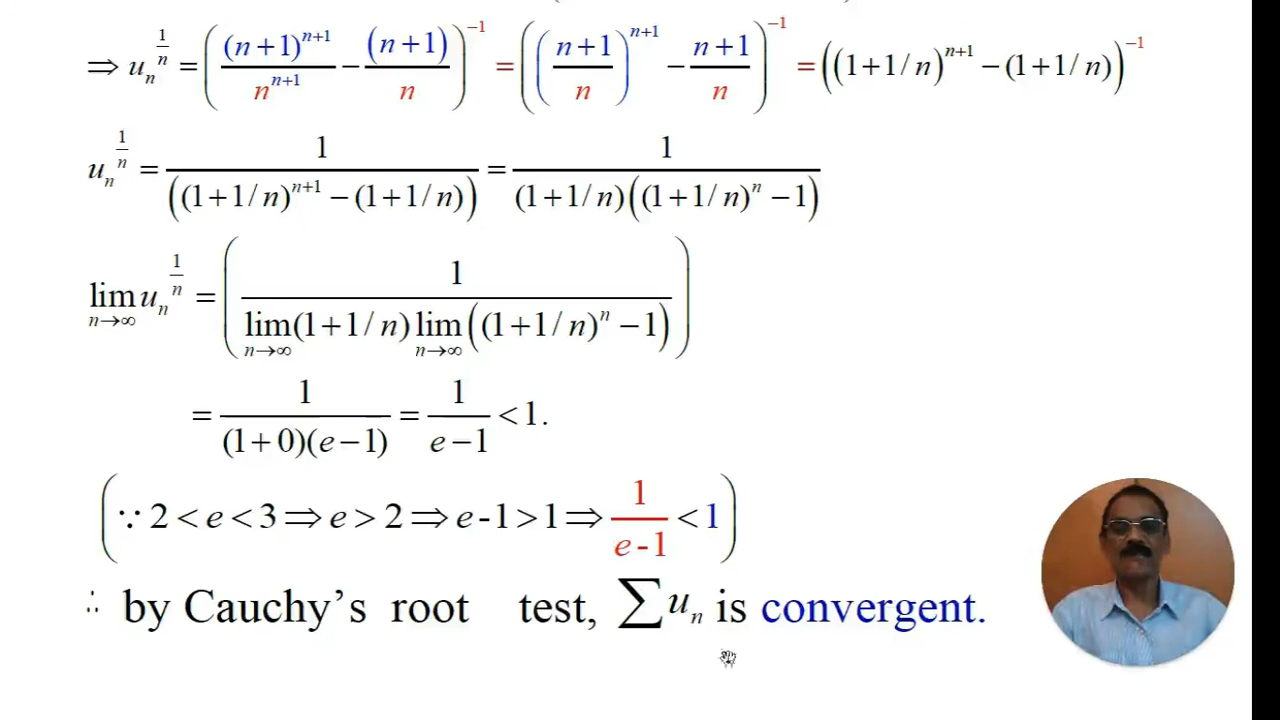 ⇒ u_n^{1/n} = ( (n+1)^{n+1} / n^{n+1} − (n+1) / n )^{−1} = ( ( (n+1) / n )^{n+1} − (n+1) / n )^{−1} = ( (1+1/n)^{n+1} − (1+1/n) )^{−1}
u_n^{1/n} = 1 / ( (1+1/n)^{n+1} − (1+1/n) ) = 1 / (1+1/n)( (1+1/n)^n − 1 )
lim_{n→∞} u_n^{1/n} = ( 1 / lim_{n→∞} (1+1/n) lim_{n→∞} ( (1+1/n)^n − 1 ) )
= 1 / (1+0)(e−1) = 1 / e−1 < 1.
( ∵ 2 < e < 3 ⇒ e > 2 ⇒ e-1 > 1 ⇒ 1 / e-1 < 1 )
∴ by Cauchy’s root test, ∑ u_n is convergent.